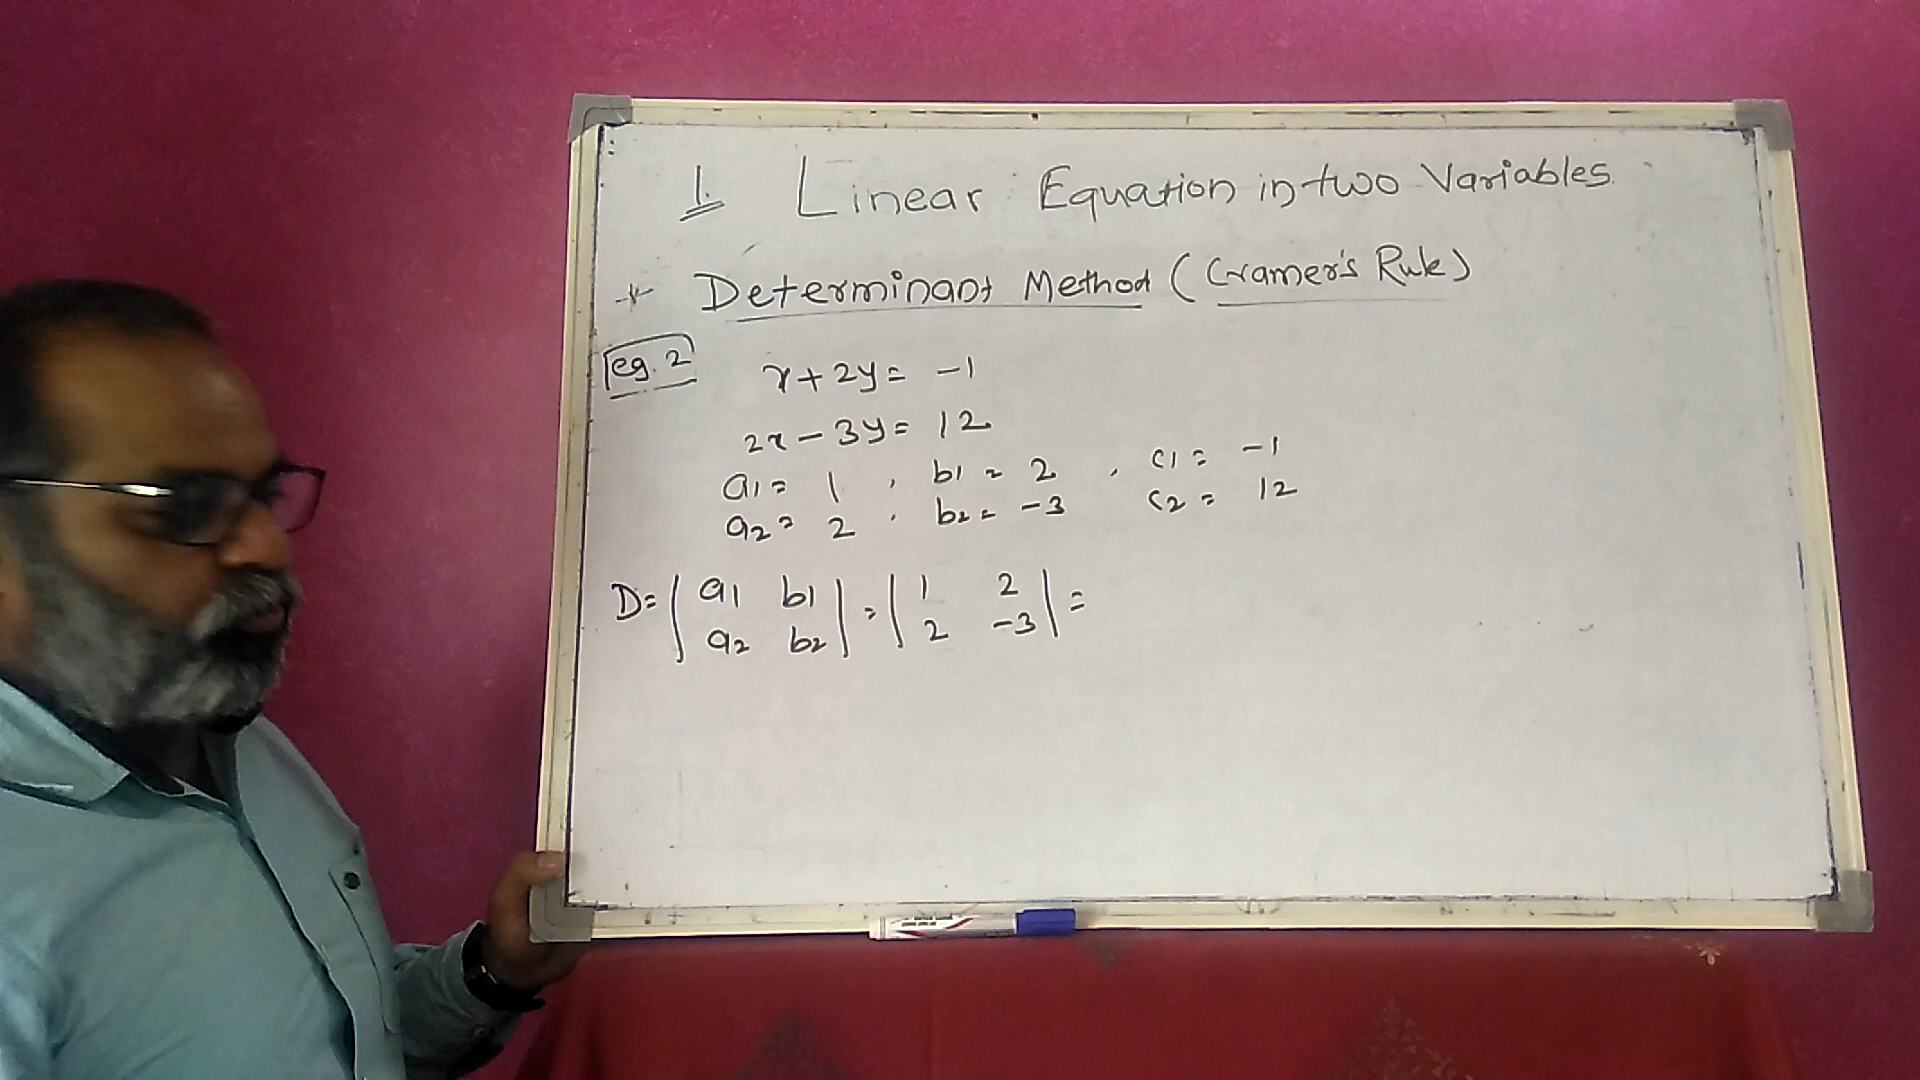 1. Linear Equation in two Variables
* Determinant Method (Cramer's Rule)
eg. 2 x + 2y = -1
2x - 3y = 12
a1 = 1 , b1 = 2 , c1 = -1
a2 = 2 , b2 = -3 c2 = 12
D = | a1 b1 | = | 1 2 | =
| a2 b2 | | 2 -3 |